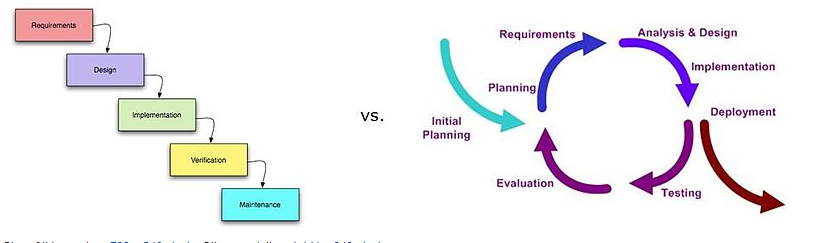 Requirements
Design
Implementation
Verification
Maintenance
vs.
Requirements
Analysis & Design
Implementation
Planning
Deployment
Initial
Planning
Evaluation
Testing